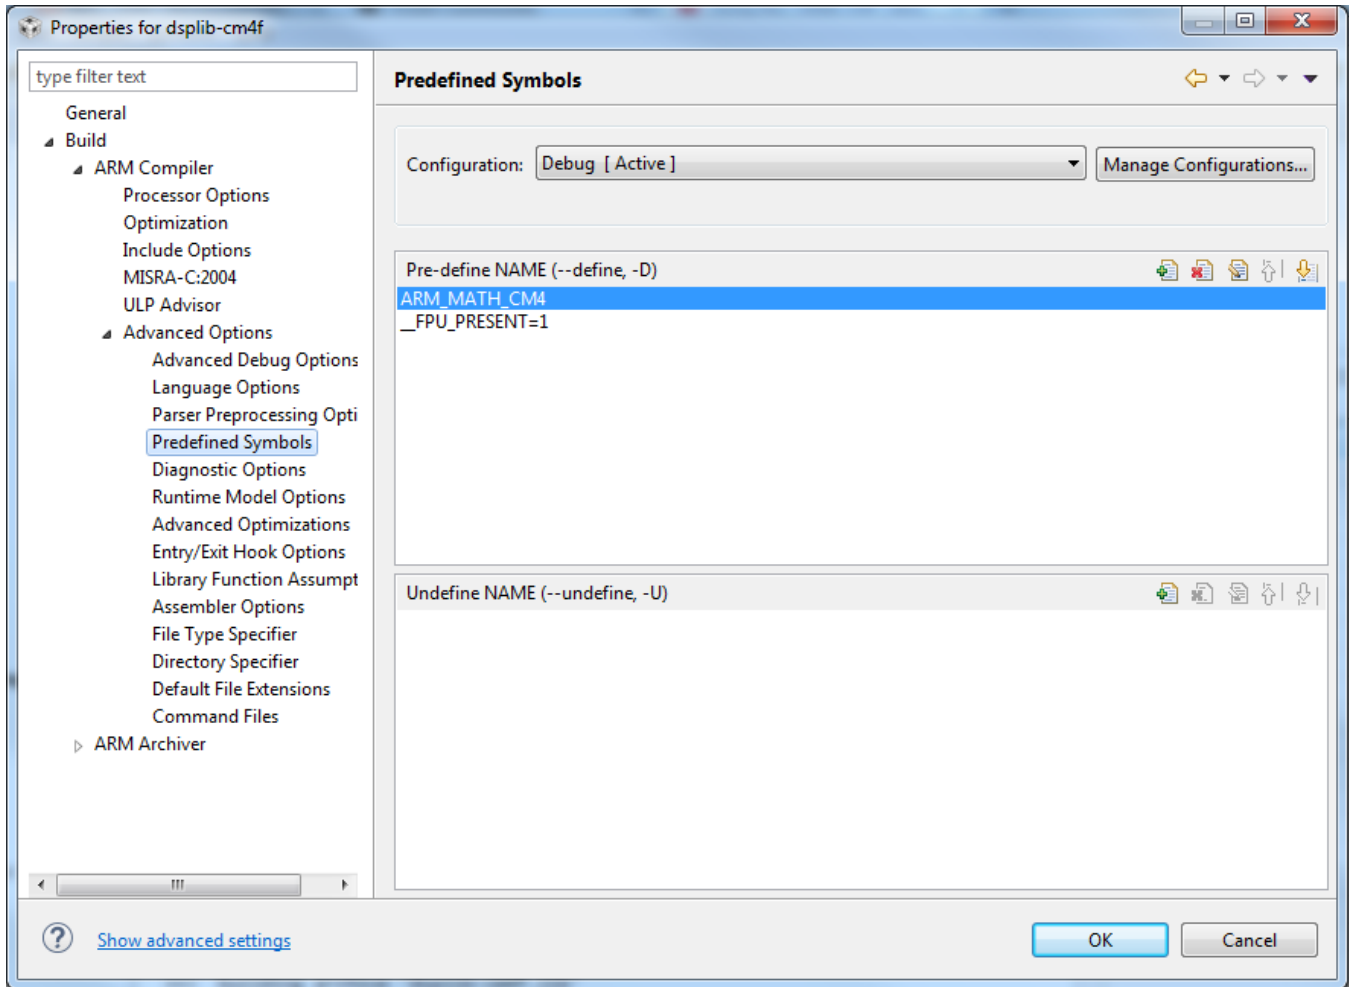 Properties for dsplib-cm4f
type filter text
General
Build
ARM Compiler
Processor Options
Optimization
Include Options
MISRA-C:2004
ULP Advisor
Advanced Options
Advanced Debug Options
Language Options
Parser Preprocessing Opti
Predefined Symbols
Diagnostic Options
Runtime Model Options
Advanced Optimizations
Entry/Exit Hook Options
Library Function Assumpt
Assembler Options
File Type Specifier
Directory Specifier
Default File Extensions
Command Files
ARM Archiver
Predefined Symbols
Configuration: Debug [ Active ] Manage Configurations...
Pre-define NAME (--define, -D)
ARM_MATH_CM4
__FPU_PRESENT=1
Undefine NAME (--undefine, -U)
Show advanced settings
OK Cancel